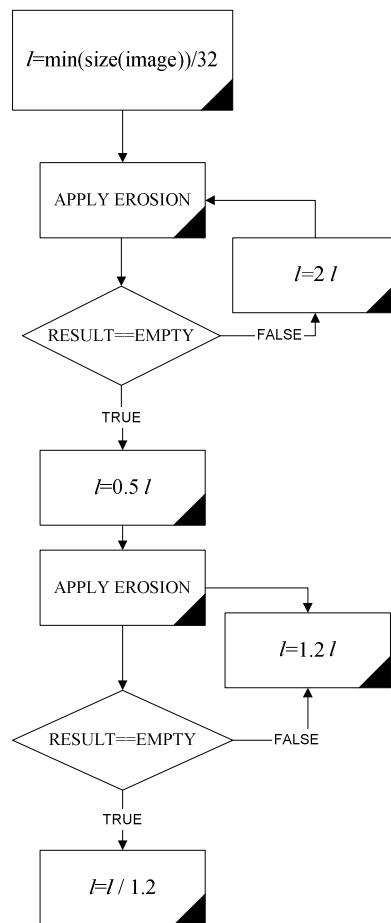 l=min(size(image))/32
APPLY EROSION
l=2 l
RESULT==EMPTY
FALSE
TRUE
l=0.5 l
APPLY EROSION
l=1.2 l
RESULT==EMPTY
FALSE
TRUE
l=l / 1.2